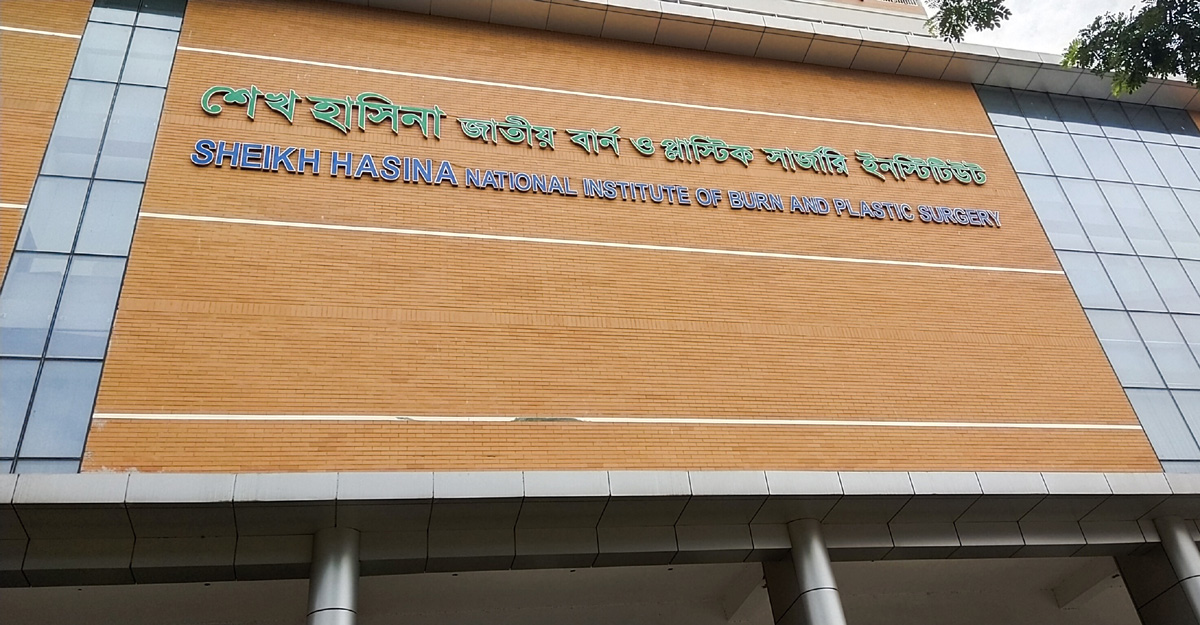 শেখ হাসিনা জাতীয় বার্ন ও প্লাস্টিক সার্জারি ইনস্টিটিউট
SHEIKH HASINA NATIONAL INSTITUTE OF BURN AND PLASTIC SURGERY